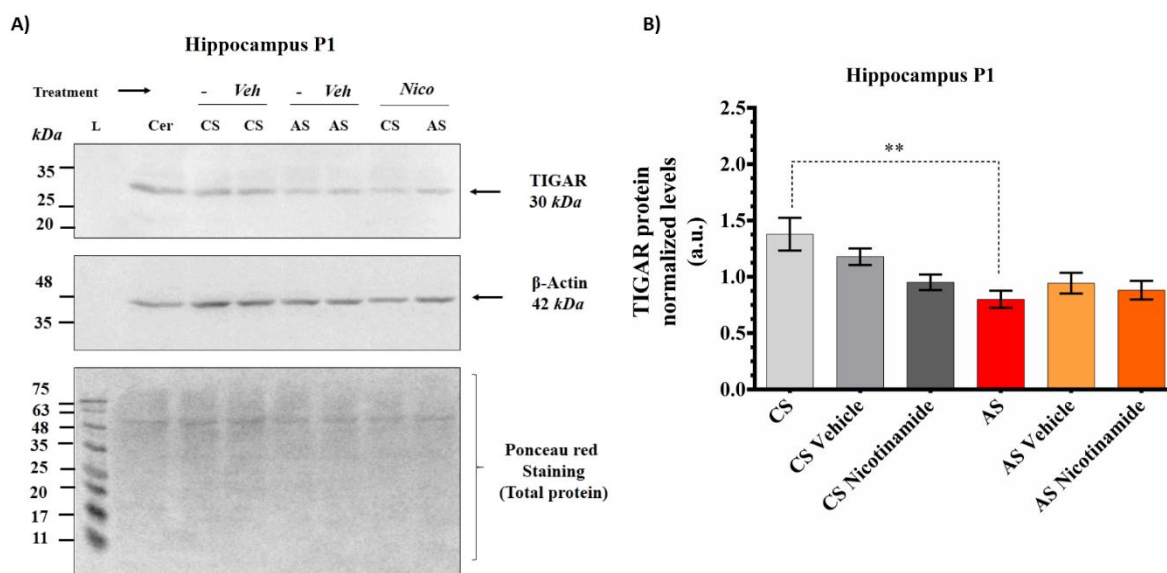 A)
Hippocampus P1
Treatment - Veh - Veh Nico
kDa L Cer CS CS AS AS CS AS
35
25
20
TIGAR
30 kDa
48
35
β-Actin
42 kDa
75
63
48
35
25
20
17
11
Ponceau red
Staining
(Total protein)
B)
Hippocampus P1
TIGAR protein
normalized levels
(a.u.)
2.5
2.0
1.5
1.0
0.5
0.0
**
CS
CS Vehicle
CS Nicotinamide
AS
AS Vehicle
AS Nicotinamide